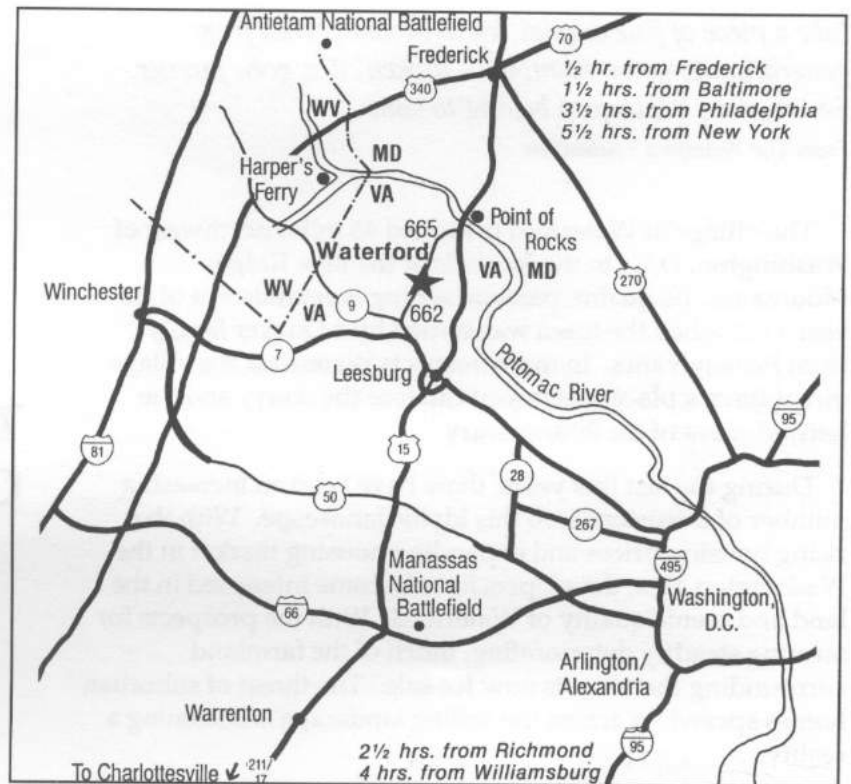 Antietam National Battlefield
70
Frederick
½ hr. from Frederick
1½ hrs. from Baltimore
3½ hrs. from Philadelphia
5½ hrs. from New York
340
WV
MD
Harper's
Ferry
VA
Point of
Rocks
665
Waterford
VA
MD
270
WV
VA
9
662
Winchester
7
Leesburg
Potomac River
95
81
15
28
50
267
495
Manassas
National
Battlefield
Washington,
D.C.
66
Arlington/
Alexandria
Warrenton
95
2½ hrs. from Richmond
4 hrs. from Williamsburg
To Charlottesville
211/
17